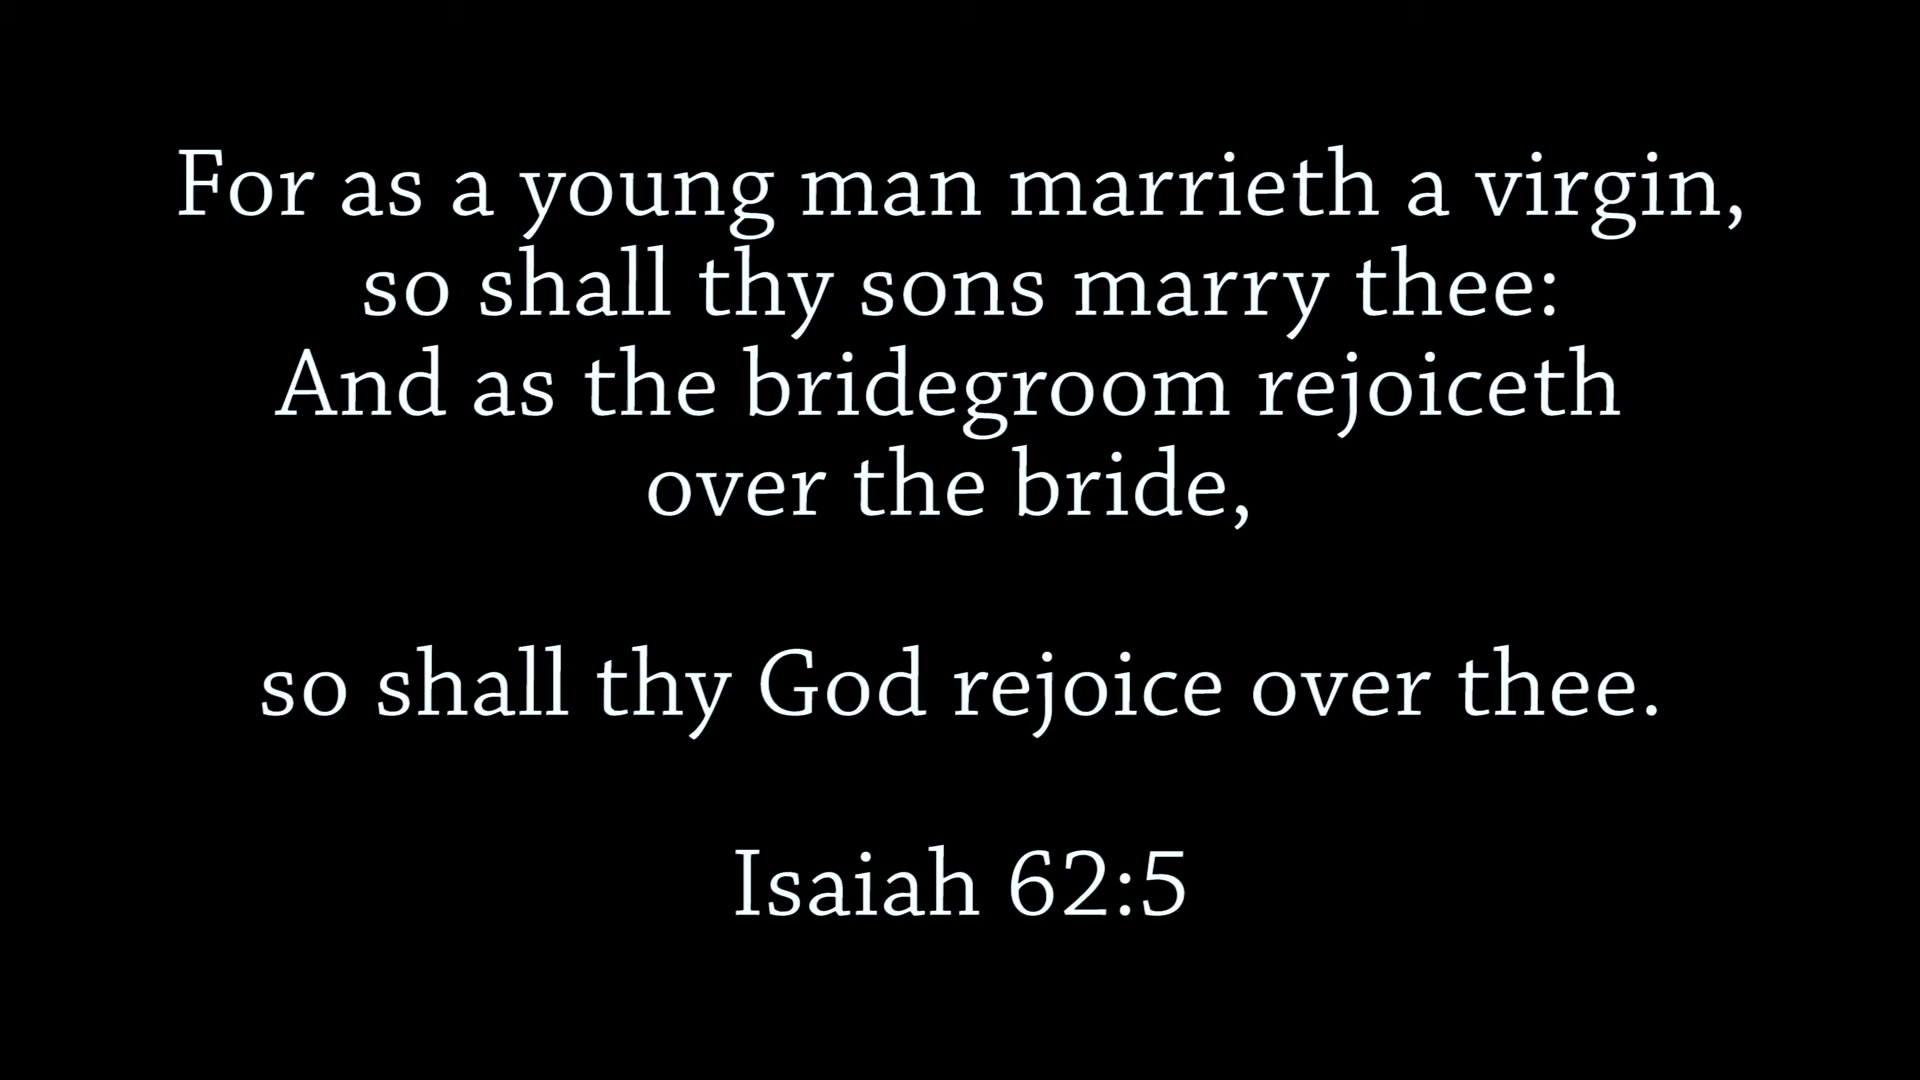 For as a young man marrieth a virgin,
so shall thy sons marry thee:
And as the bridegroom rejoiceth
over the bride,
so shall thy God rejoice over thee.
Isaiah 62:5